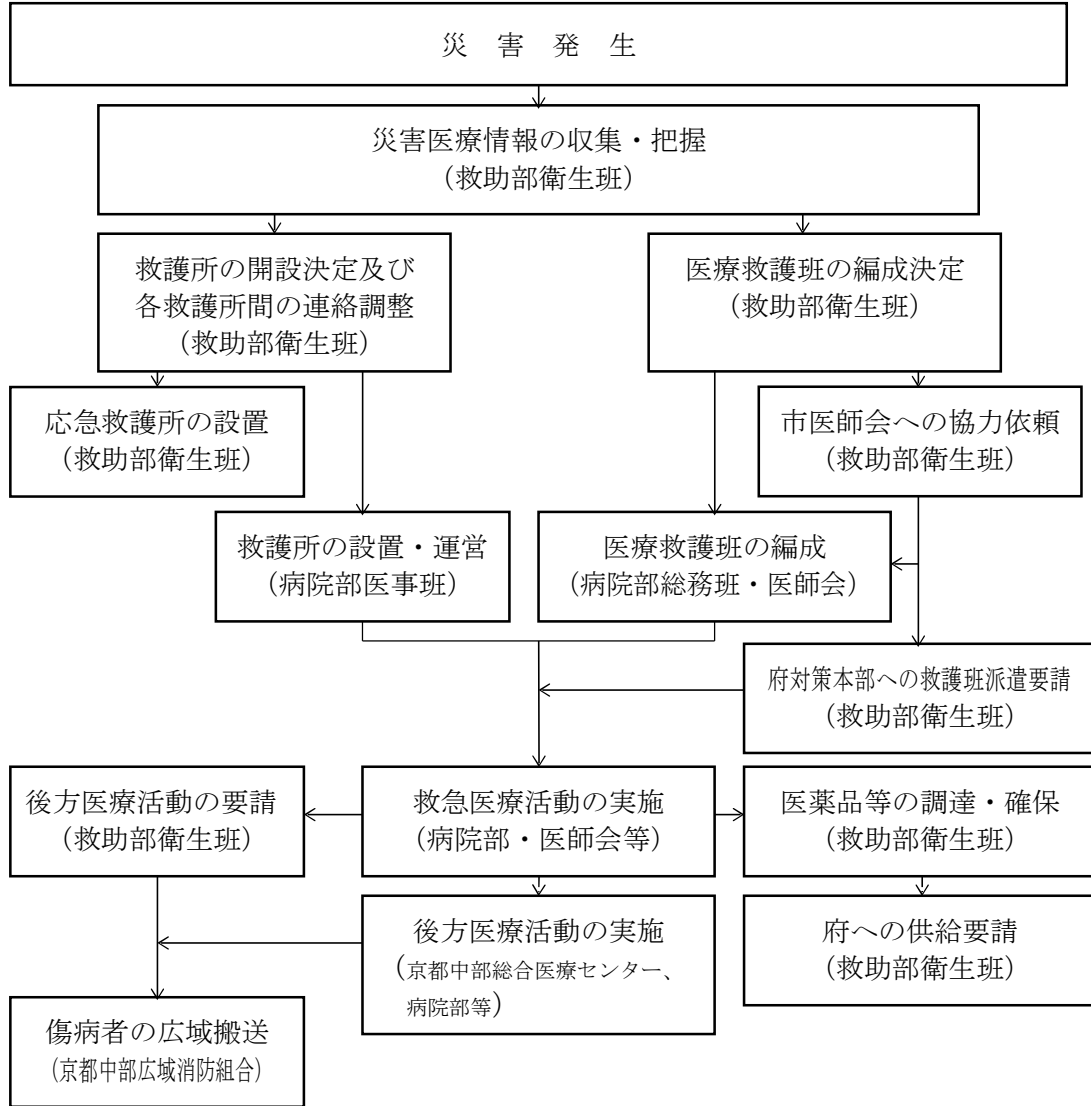 災　害　発　生
災害医療情報の収集・把握
（救助部衛生班）
救護所の開設決定及び
各救護所間の連絡調整
（救助部衛生班）
医療救護班の編成決定
（救助部衛生班）
応急救護所の設置
（救助部衛生班）
市医師会への協力依頼
（救助部衛生班）
救護所の設置・運営
（病院部医事班）
医療救護班の編成
（病院部総務班・医師会）
府対策本部への救護班派遣要請
（救助部衛生班）
後方医療活動の要請
（救助部衛生班）
救急医療活動の実施
（病院部・医師会等）
医薬品等の調達・確保
（救助部衛生班）
後方医療活動の実施
（京都中部総合医療センター、
病院部等）
府への供給要請
（救助部衛生班）
傷病者の広域搬送
（京都中部広域消防組合）